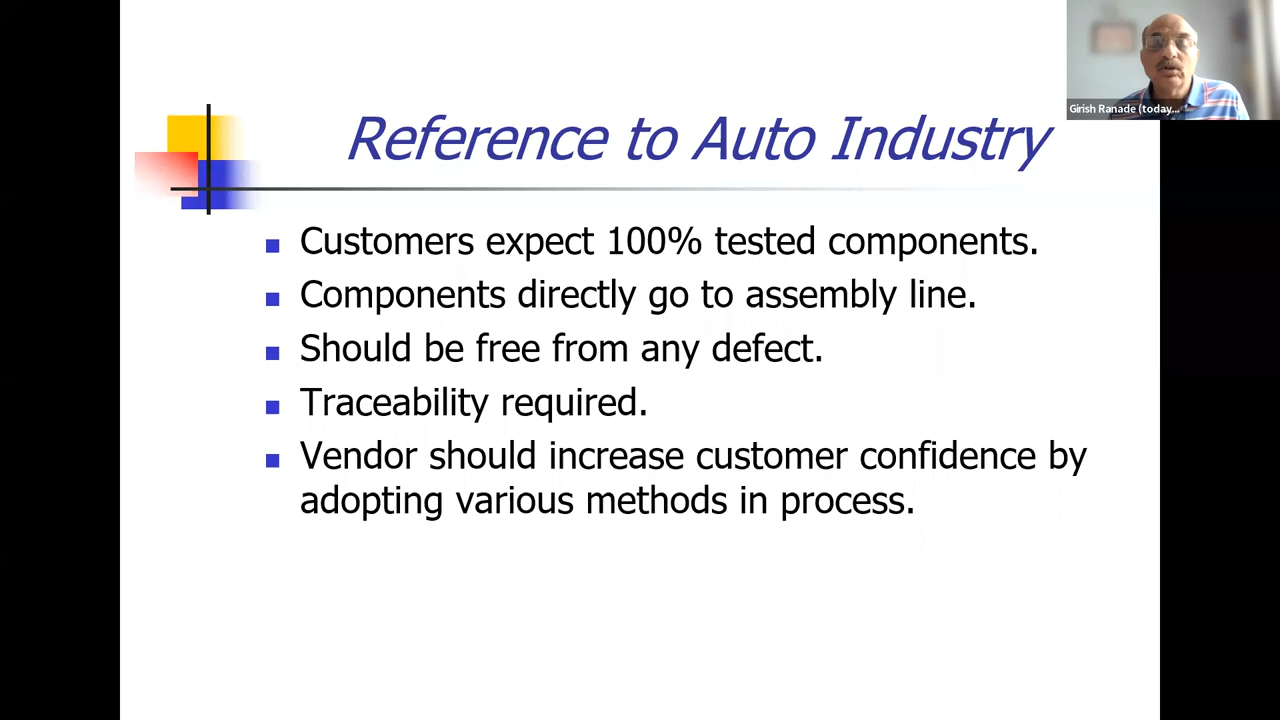 Girish Ranade (today...
Reference to Auto Industry
Customers expect 100% tested components.
Components directly go to assembly line.
Should be free from any defect.
Traceability required.
Vendor should increase customer confidence by
adopting various methods in process.